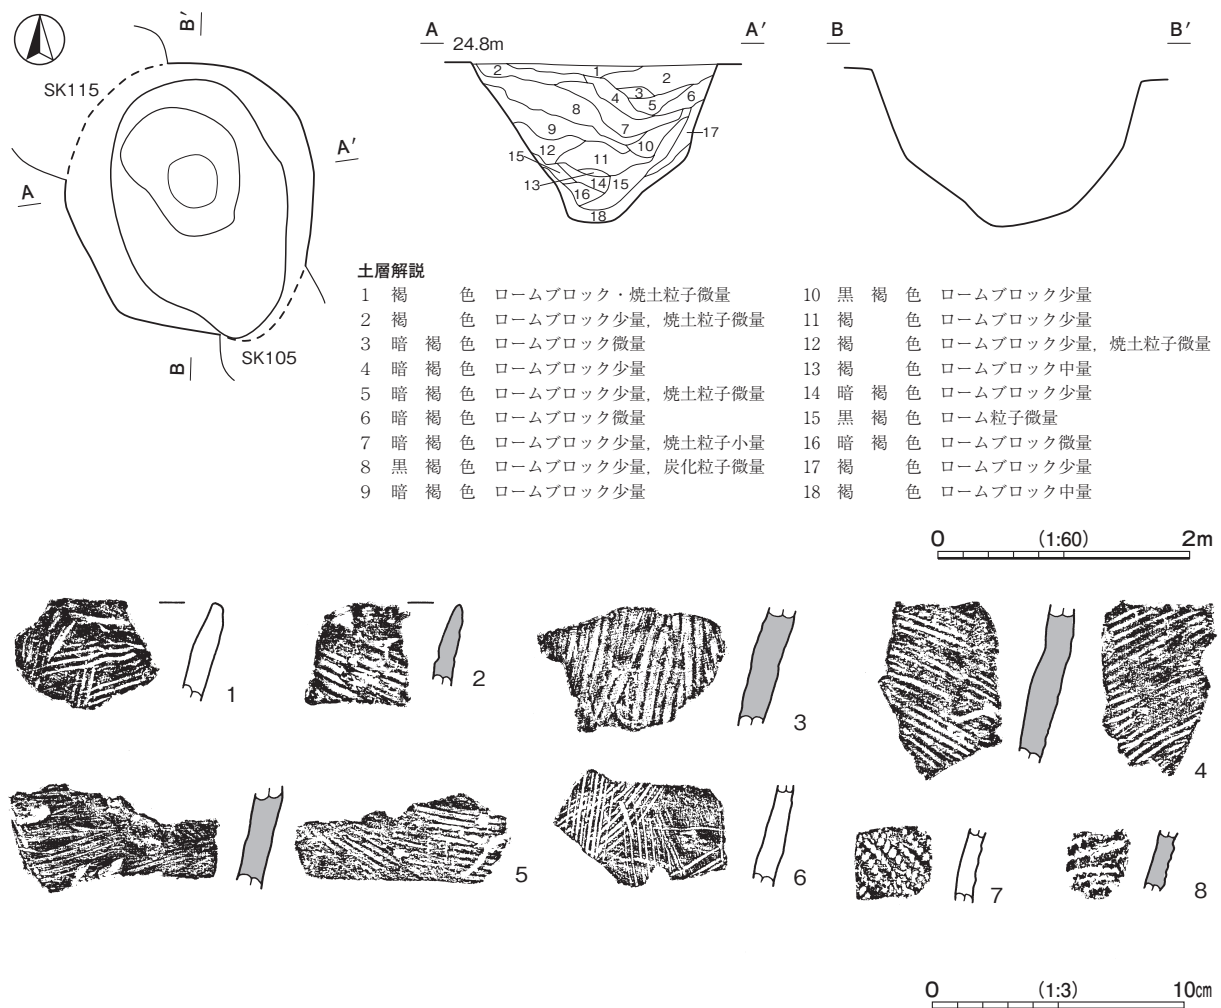 B′
SK115
A′
A
B
SK105
A
24.8m
A′
B
B′
1
2
2
3
4
5
6
8
7
17
9
10
12
11
15
13
14
15
16
18
土層解説
1 褐 色 ロームブロック・焼土粒子微量
2 褐 色 ロームブロック少量，焼土粒子微量
3 暗 褐 色 ロームブロック微量
4 暗 褐 色 ロームブロック少量
5 暗 褐 色 ロームブロック少量，焼土粒子微量
6 暗 褐 色 ロームブロック微量
7 暗 褐 色 ロームブロック少量，焼土粒子小量
8 黒 褐 色 ロームブロック少量，炭化粒子微量
9 暗 褐 色 ロームブロック少量
10 黒 褐 色 ロームブロック少量
11 褐 色 ロームブロック少量
12 褐 色 ロームブロック少量，焼土粒子微量
13 褐 色 ロームブロック中量
14 暗 褐 色 ロームブロック少量
15 黒 褐 色 ローム粒子微量
16 暗 褐 色 ロームブロック微量
17 褐 色 ロームブロック少量
18 褐 色 ロームブロック中量
0 (1:60) 2m
1
2
3
4
5
6
7
8
0 (1:3) 10㎝